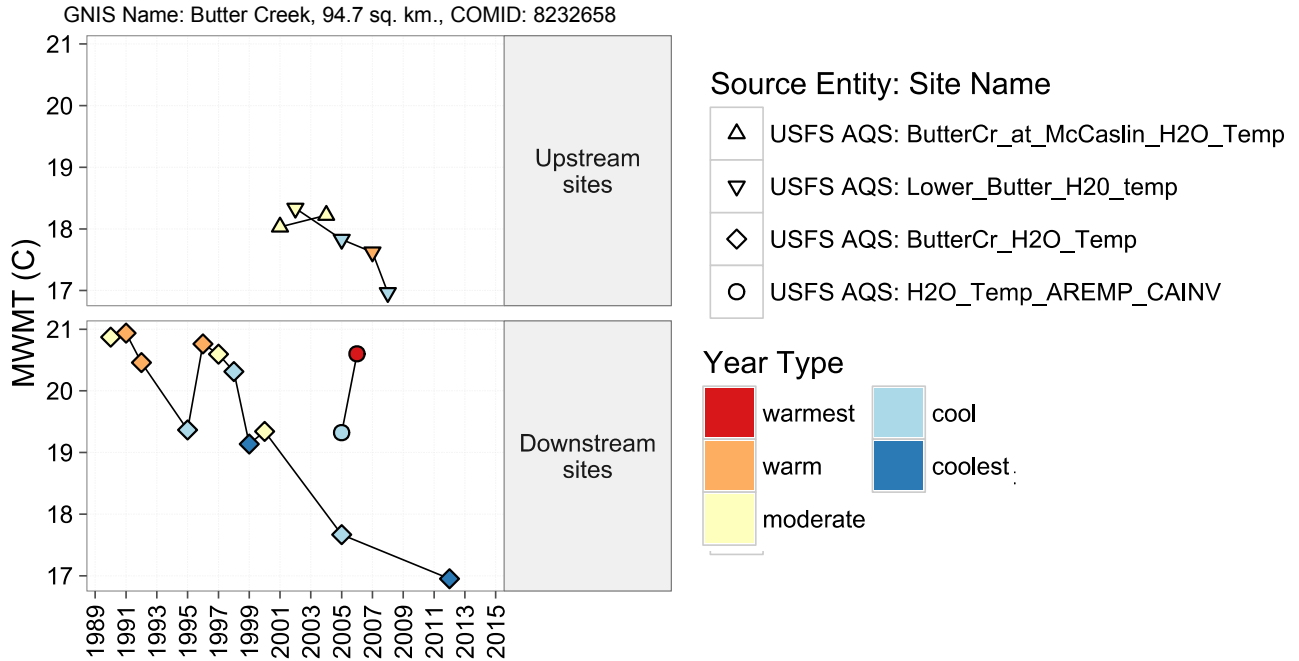 GNIS Name: Butter Creek, 94.7 sq. km., COMID: 8232658
MWMT (C)
21
20
19
18
17
Upstream
sites
21
20
19
18
17
Downstream
sites
1989
1991
1993
1995
1997
1999
2001
2003
2005
2007
2009
2011
2013
2015
Source Entity: Site Name
USFS AQS: ButterCr_at_McCaslin_H2O_Temp
USFS AQS: Lower_Butter_H20_temp
USFS AQS: ButterCr_H2O_Temp
USFS AQS: H2O_Temp_AREMP_CAINV
Year Type
warmest
cool
warm
coolest
moderate